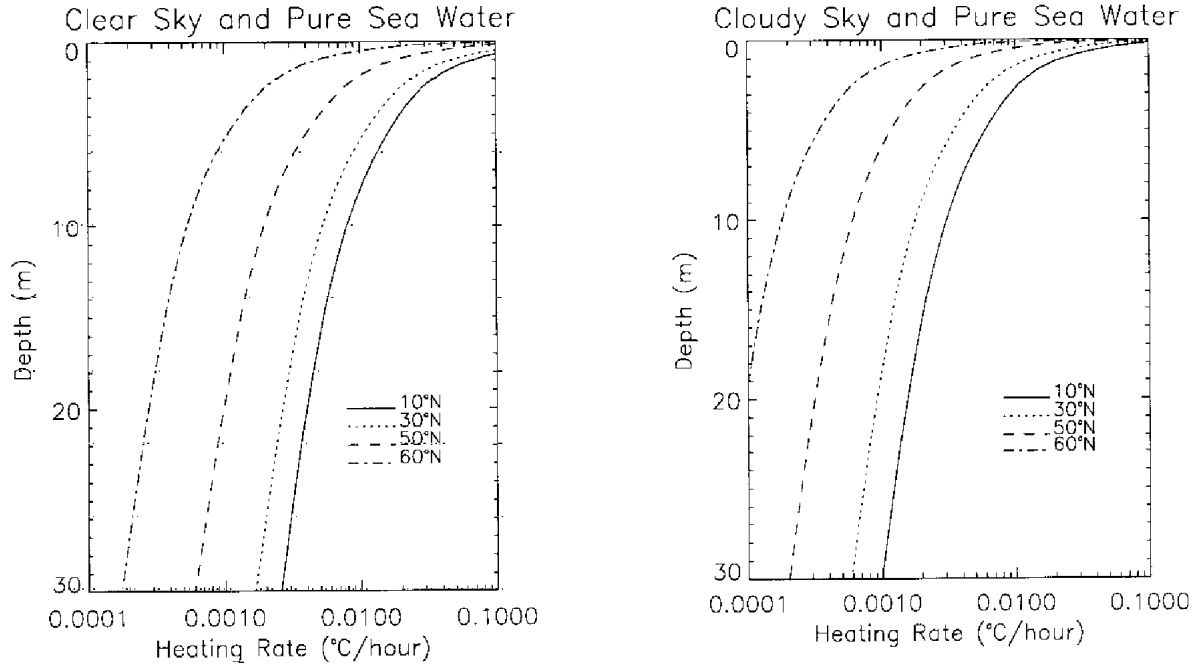 Clear Sky and Pure Sea Water
0
10
20
30
Depth (m)
10°N
30°N
50°N
60°N
0.0001 0.0010 0.0100 0.1000
Heating Rate (°C/hour)
Cloudy Sky and Pure Sea Water
0
10
20
30
Depth (m)
10°N
30°N
50°N
60°N
0.0001 0.0010 0.0100 0.1000
Heating Rate (°C/hour)